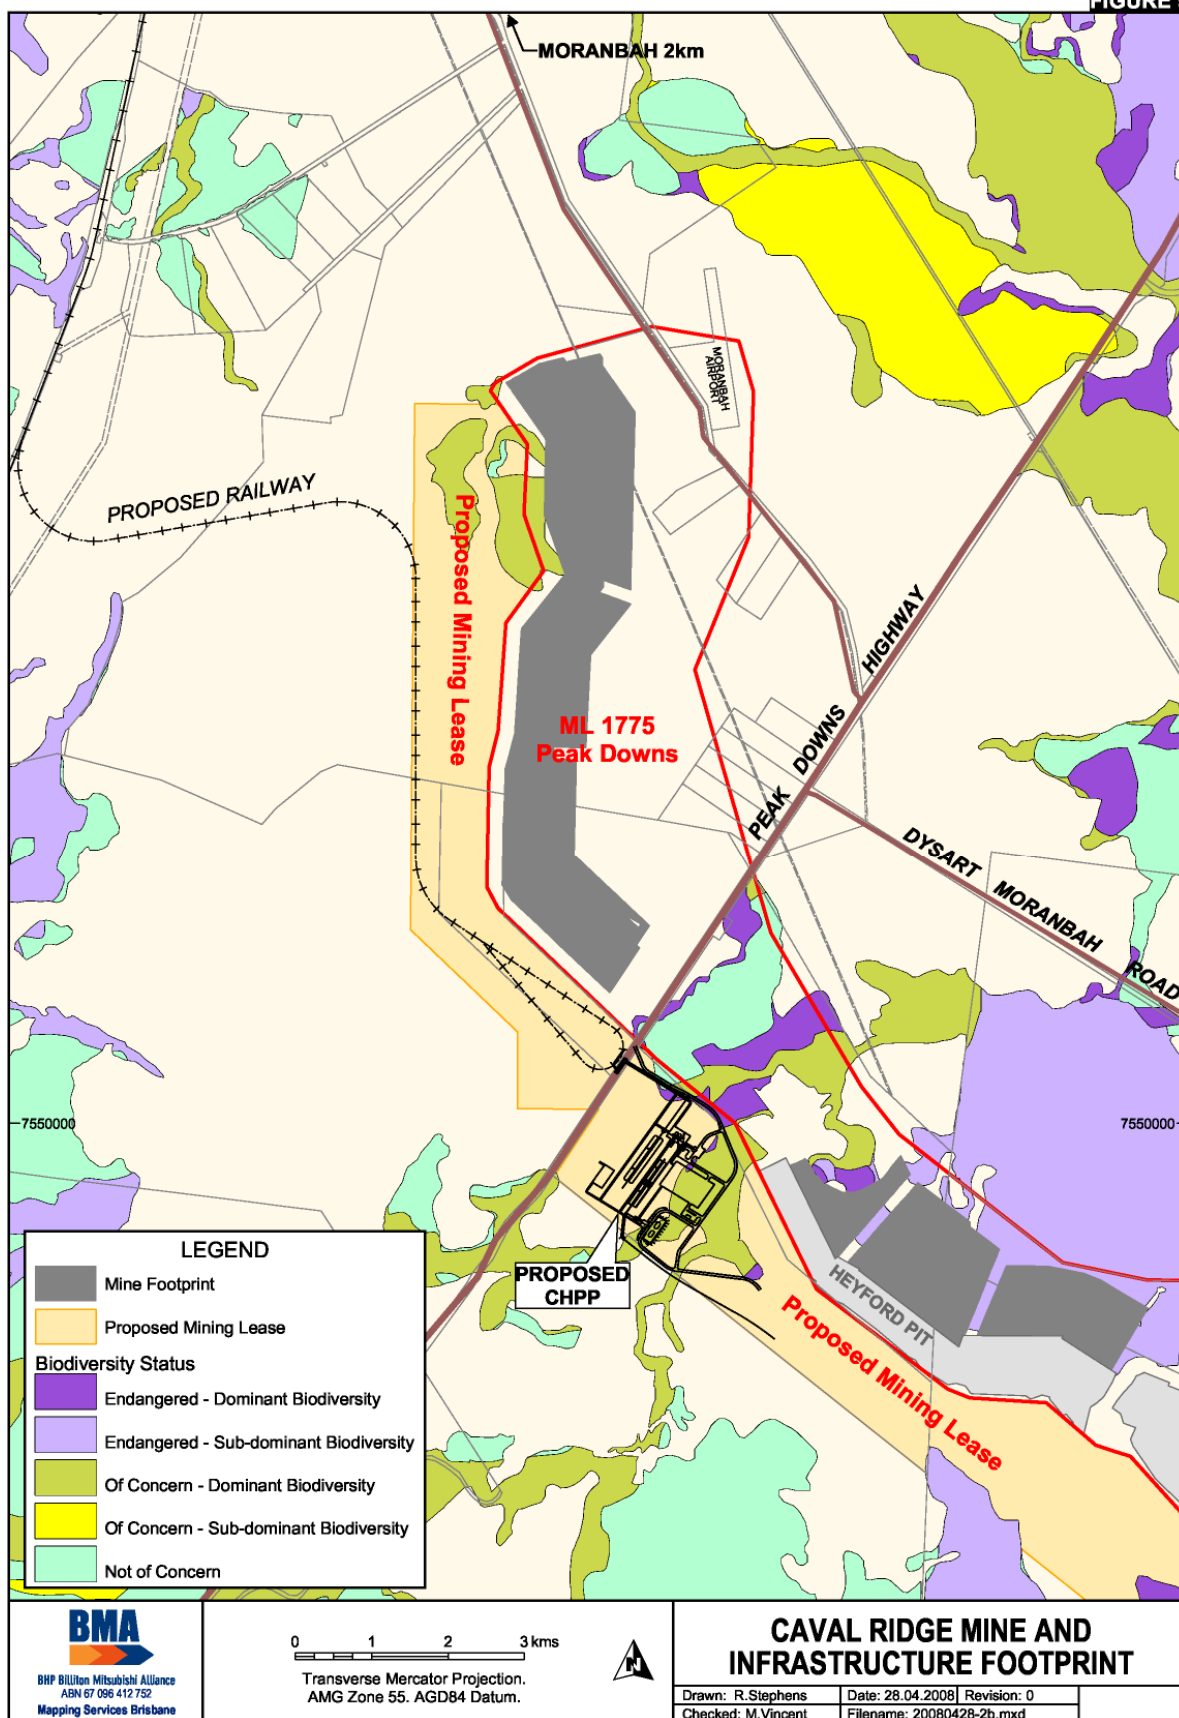 FIGURE
MORANBAH 2km
MORANBAH
AIRPORT
PROPOSED RAILWAY
Proposed Mining Lease
ML 1775
Peak Downs
PEAK DOWNS HIGHWAY
DYSART MORANBAH ROAD
7550000
7550000
PROPOSED
CHPP
HEYFORD PIT
Proposed Mining Lease
LEGEND
Mine Footprint
Proposed Mining Lease
Biodiversity Status
Endangered - Dominant Biodiversity
Endangered - Sub-dominant Biodiversity
Of Concern - Dominant Biodiversity
Of Concern - Sub-dominant Biodiversity
Not of Concern
BMA
BHP Billiton Mitsubishi Alliance
ABN 67 096 412 752
Mapping Services Brisbane
0 1 2 3 kms
Transverse Mercator Projection.
AMG Zone 55. AGD84 Datum.
N
CAVAL RIDGE MINE AND
INFRASTRUCTURE FOOTPRINT
Drawn: R.Stephens Date: 28.04.2008 Revision: 0
Checked: M.Vincent Filename: 20080428-2b.mxd